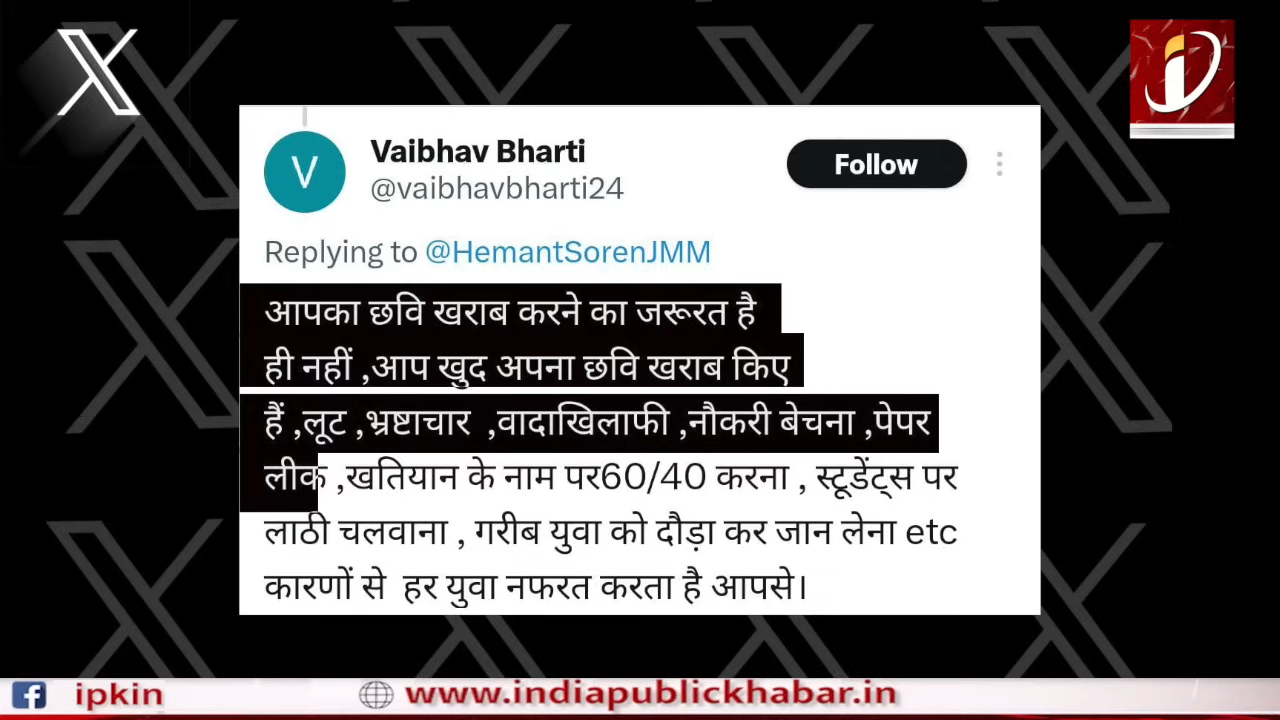 Vaibhav Bharti
@vaibhavbharti24
Follow
Replying to @HemantSorenJMM
आपका छवि खराब करने का जरूरत है
ही नहीं ,आप खुद अपना छवि खराब किए
हैं ,लूट ,भ्रष्टाचार ,वादाखिलाफी ,नौकरी बेचना ,पेपर
लीक ,खतियान के नाम पर60/40 करना , स्टूडेंट्स पर
लाठी चलवाना , गरीब युवा को दौड़ा कर जान लेना etc
कारणों से हर युवा नफरत करता है आपसे।
ipkin
www.indiapublickhabar.in